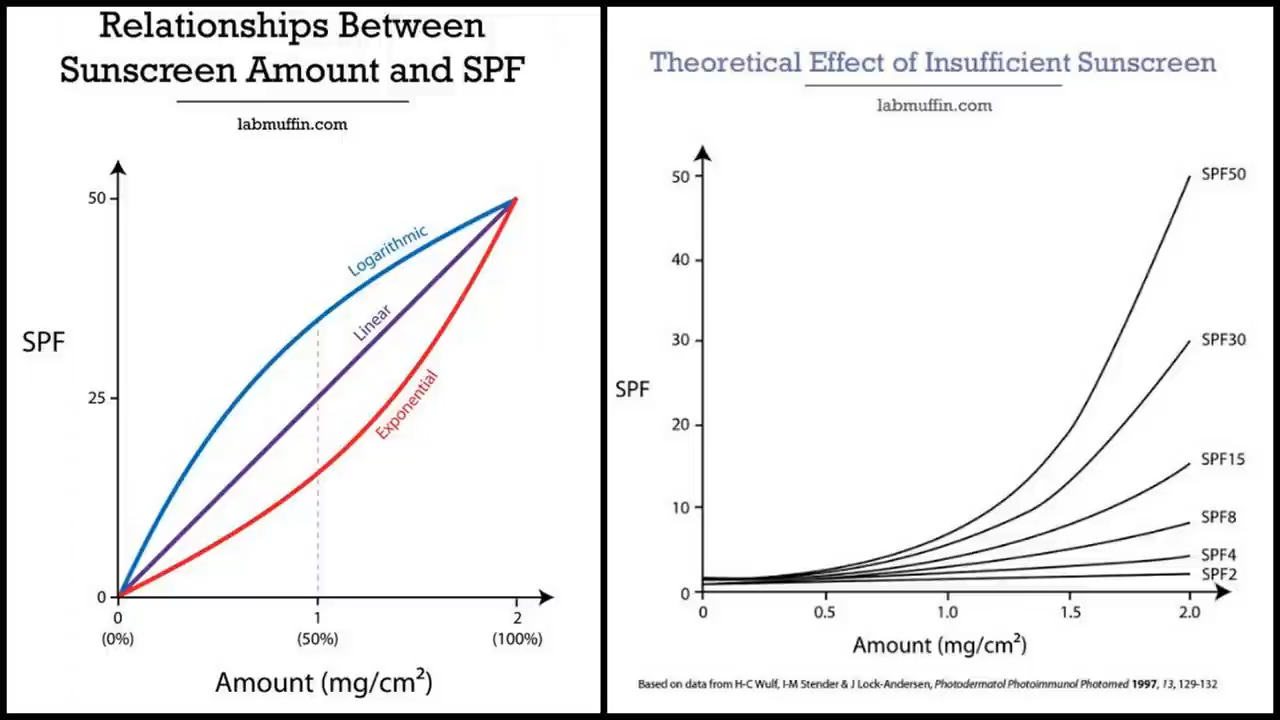 Relationships Between
Sunscreen Amount and SPF
labmuffin.com
50
25
0
SPF
Logarithmic
Linear
Exponential
0
1
2
(0%)
(50%)
(100%)
Amount (mg/cm²)
Theoretical Effect of Insufficient Sunscreen
labmuffin.com
50
40
30
20
10
0
SPF
SPF50
SPF30
SPF15
SPF8
SPF4
SPF2
0
0.5
1.0
1.5
2.0
Amount (mg/cm²)
Based on data from H-C Wulf, I-M Stender & J Lock-Andersen, Photodermatol Photoimmunol Photomed 1997, 13, 129-132